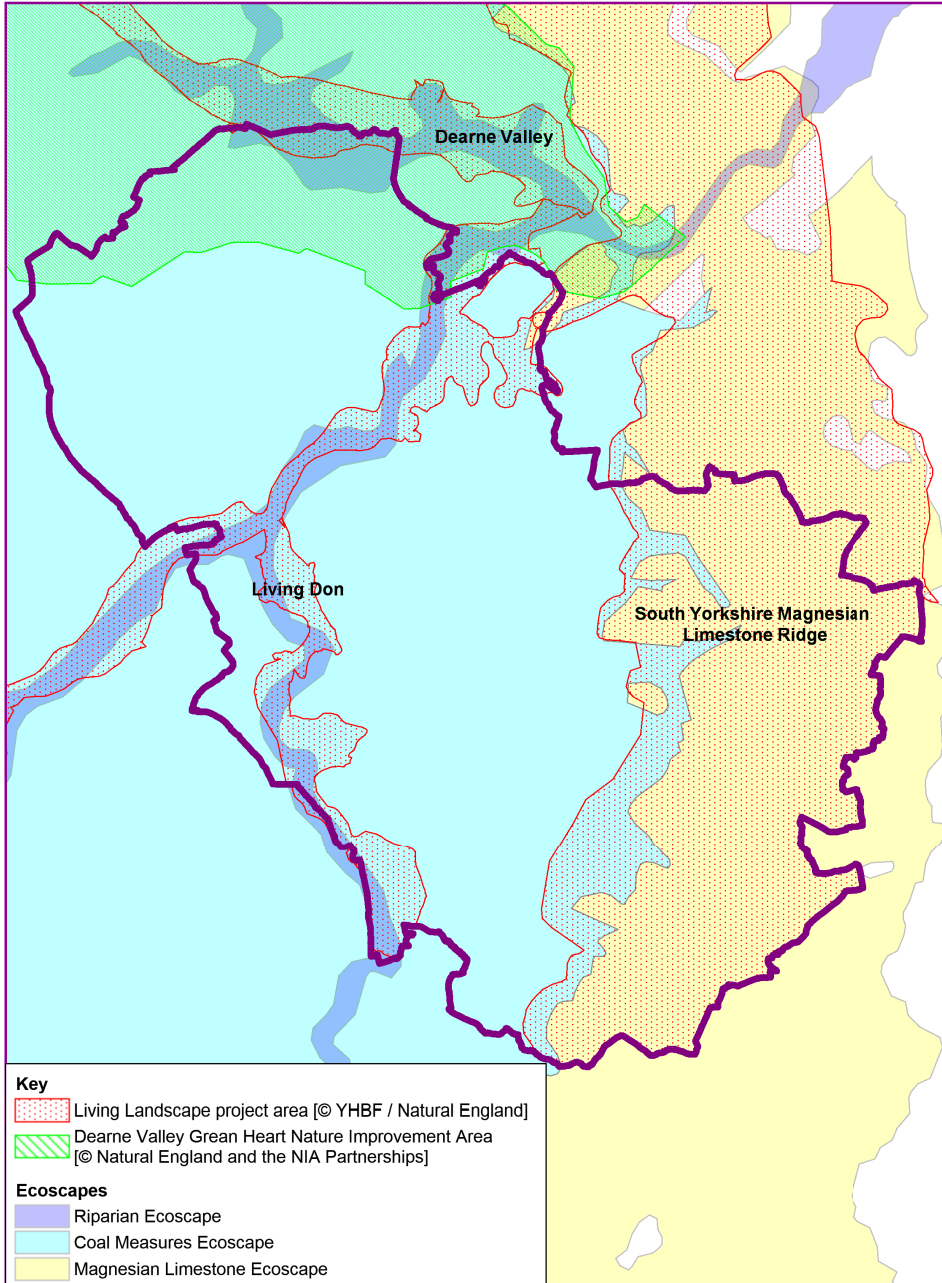 Dearne Valley
Living Don
South Yorkshire Magnesian
Limestone Ridge
Key
Living Landscape project area [© YHBF / Natural England]
Dearne Valley Grean Heart Nature Improvement Area
[© Natural England and the NIA Partnerships]
Ecoscapes
Riparian Ecoscape
Coal Measures Ecoscape
Magnesian Limestone Ecoscape